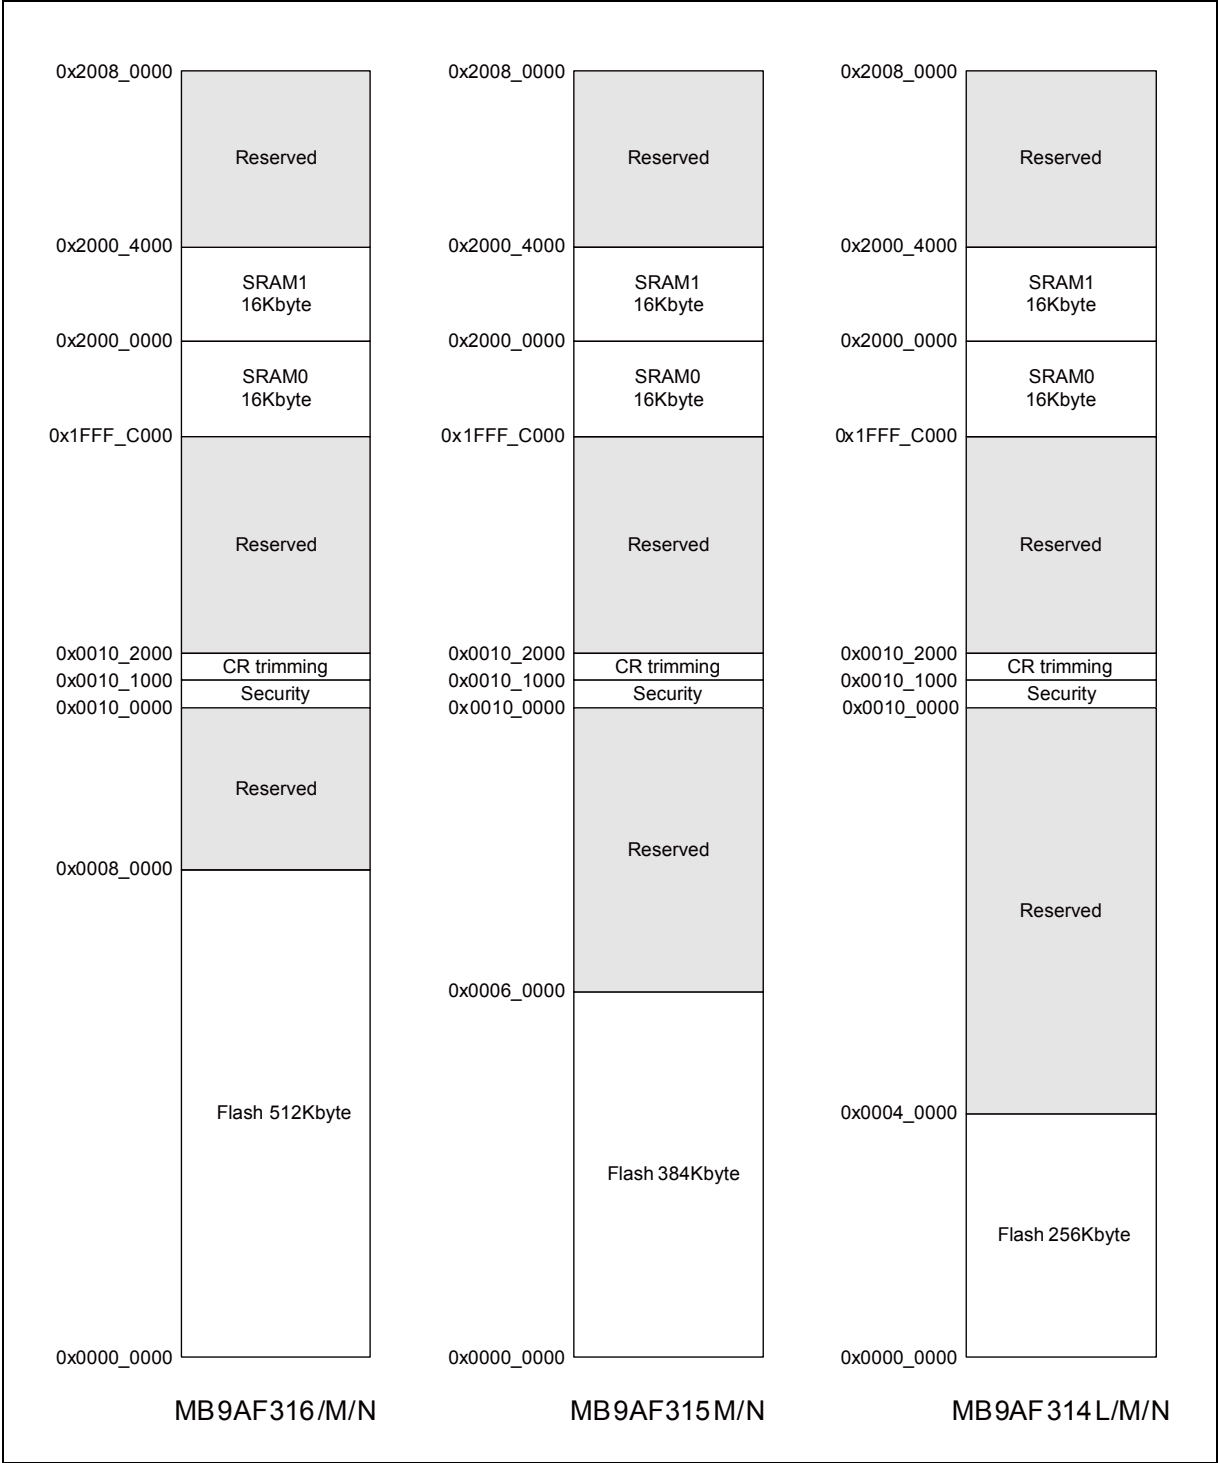 0x2008_0000
Reserved
0x2000_4000
SRAM1
16Kbyte
0x2000_0000
SRAM0
16Kbyte
0x1FFF_C000
Reserved
0x0010_2000
CR trimming
0x0010_1000
Security
0x0010_0000
Reserved
0x0008_0000
Flash 512Kbyte
0x0000_0000
MB9AF316/M/N
0x2008_0000
Reserved
0x2000_4000
SRAM1
16Kbyte
0x2000_0000
SRAM0
16Kbyte
0x1FFF_C000
Reserved
0x0010_2000
CR trimming
0x0010_1000
Security
0x0010_0000
Reserved
0x0006_0000
Flash 384Kbyte
0x0000_0000
MB9AF315M/N
0x2008_0000
Reserved
0x2000_4000
SRAM1
16Kbyte
0x2000_0000
SRAM0
16Kbyte
0x1FFF_C000
Reserved
0x0010_2000
CR trimming
0x0010_1000
Security
0x0010_0000
Reserved
0x0004_0000
Flash 256Kbyte
0x0000_0000
MB9AF314L/M/N